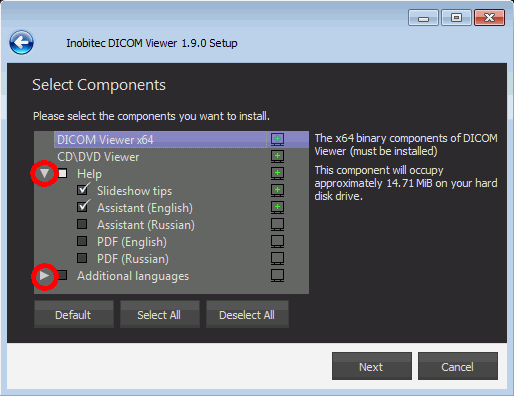 Inobitec DICOM Viewer 1.9.0 Setup
Select Components
Please select the components you want to install.
DICOM Viewer x64
CD\DVD Viewer
Help
Slideshow tips
Assistant (English)
Assistant (Russian)
PDF (English)
PDF (Russian)
Additional languages
The x64 binary components of DICOM
Viewer (must be installed)
This component will occupy
approximately 14.71 MiB on your hard
disk drive.
Default
Select All
Deselect All
Next
Cancel